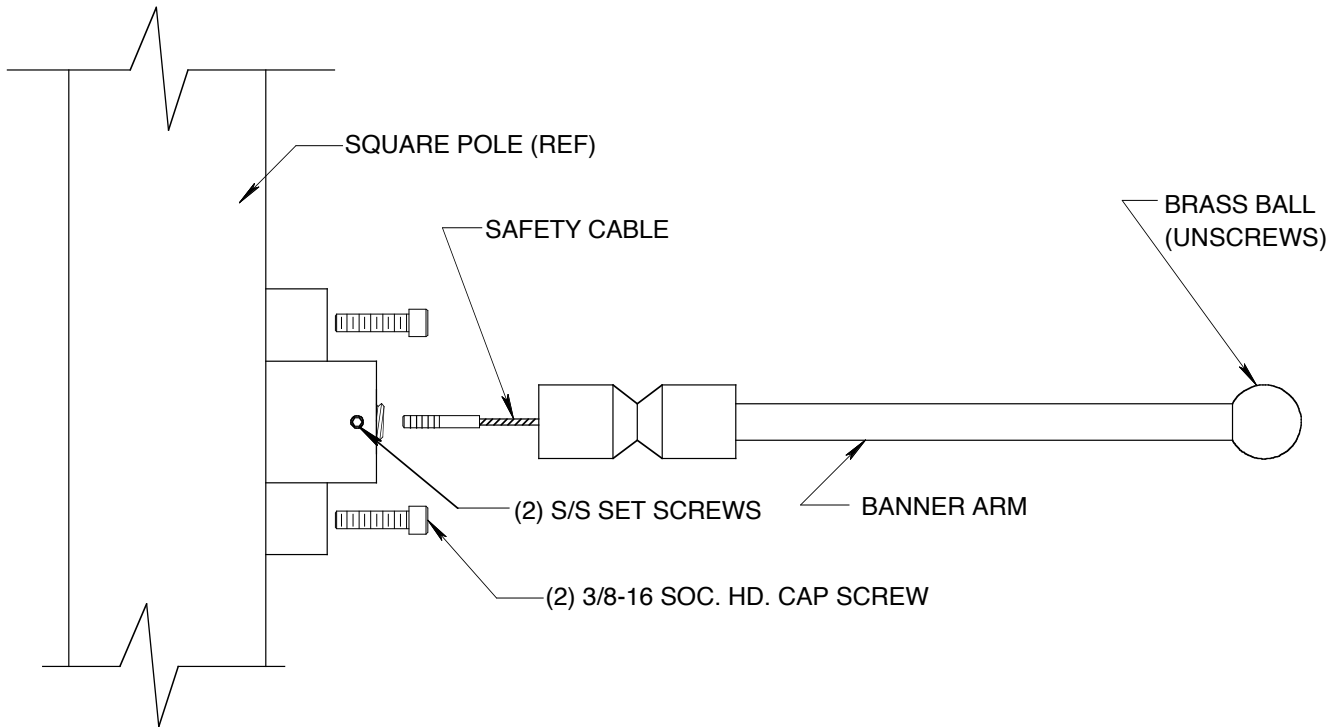 SQUARE POLE (REF)
BRASS BALL
(UNSCREWS)
SAFETY CABLE
(2) S/S SET SCREWS
BANNER ARM
(2) 3/8-16 SOC. HD. CAP SCREW